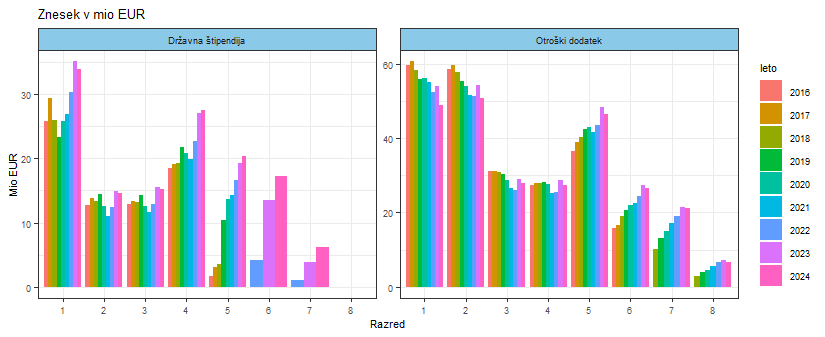 Znesek v mio EUR
Državna štipendija
Otroški dodatek
Mio EUR
30
20
10
0
60
40
20
0
1 2 3 4 5 6 7 8
1 2 3 4 5 6 7 8
Razred
leto
2016
2017
2018
2019
2020
2021
2022
2023
2024